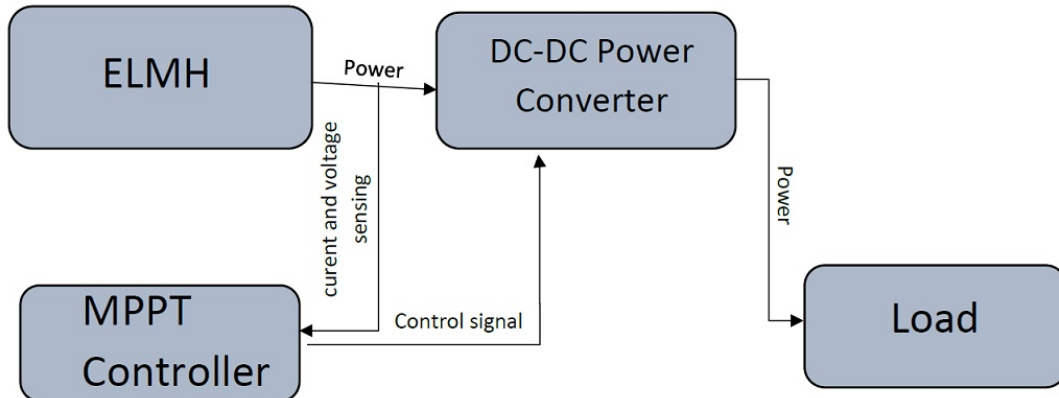 ELMH
Power
DC-DC Power
Converter
curent and voltage
sensing
Power
MPPT
Controller
Control signal
Load